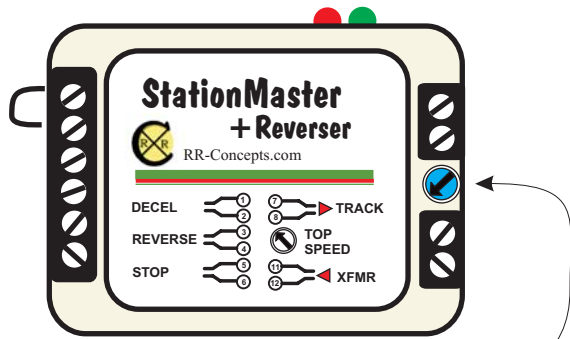 StationMaster
+Reverser
R R
RR-Concepts.com
DECEL 1 2 7 8 TRACK
REVERSE 3 4 TOP SPEED
STOP 5 6 11 12 XFMR